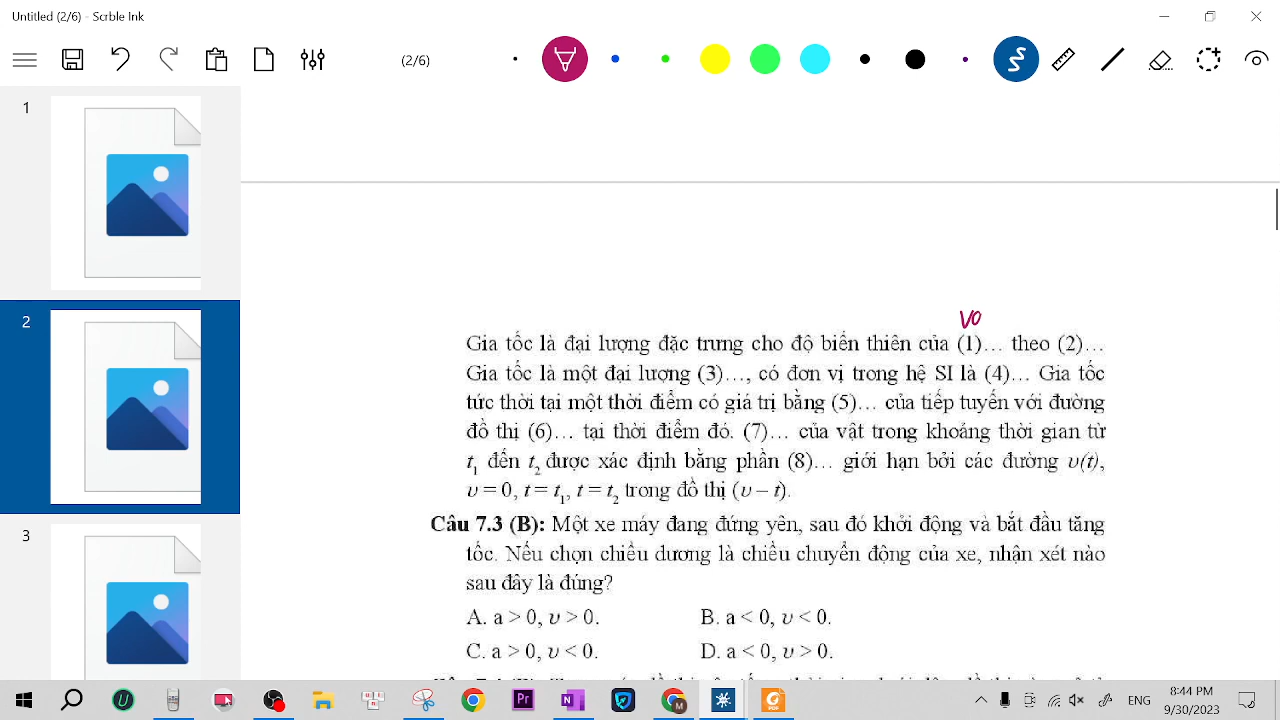 Untitled (2/6) - Scrble Ink
(2/6)
1
2
3
VO
Gia tốc là đại lượng đặc trưng cho độ biến thiên của (1)… theo (2)…
Gia tốc là một đại lượng (3)…, có đơn vị trong hệ SI là (4)… Gia tốc
tức thời tại một thời điểm có giá trị bằng (5)… của tiếp tuyến với đường
đồ thị (6)… tại thời điểm đó. (7)… của vật trong khoảng thời gian từ
t1 đến t2 được xác định bằng phần (8)… giới hạn bởi các đường υ(t),
υ = 0, t = t1, t = t2 trong đồ thị (υ – t).
Câu 7.3 (B): Một xe máy đang đứng yên, sau đó khởi động và bắt đầu tăng
tốc. Nếu chọn chiều dương là chiều chuyển động của xe, nhận xét nào
sau đây là đúng?
A. a > 0, υ > 0. B. a < 0, υ < 0.
C. a > 0, υ < 0. D. a < 0, υ > 0.
ENG
8:44 PM
9/30/2023